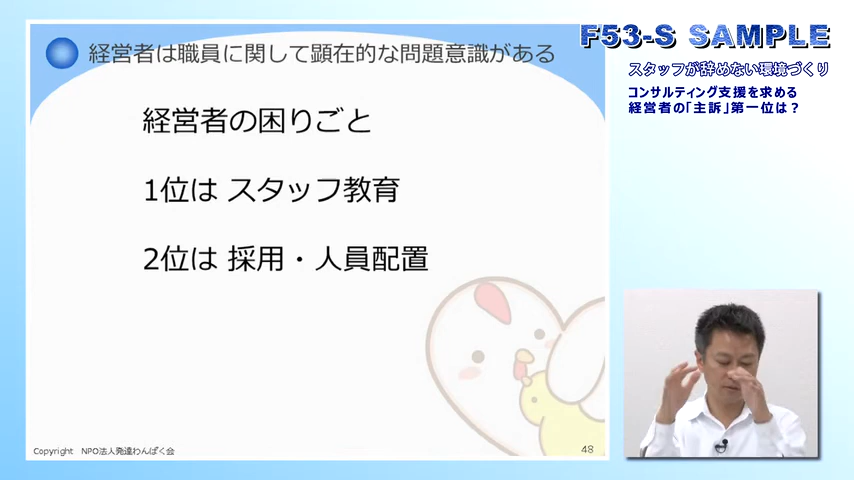 経営者は職員に関して顕在的な問題意識がある
経営者の困りごと
1位は スタッフ教育
2位は 採用・人員配置
Copyright NPO法人発達わんぱく会
48
F53-S SAMPLE
スタッフが辞めない環境づくり
コンサルティング支援を求める
経営者の「主訴」第一位は？